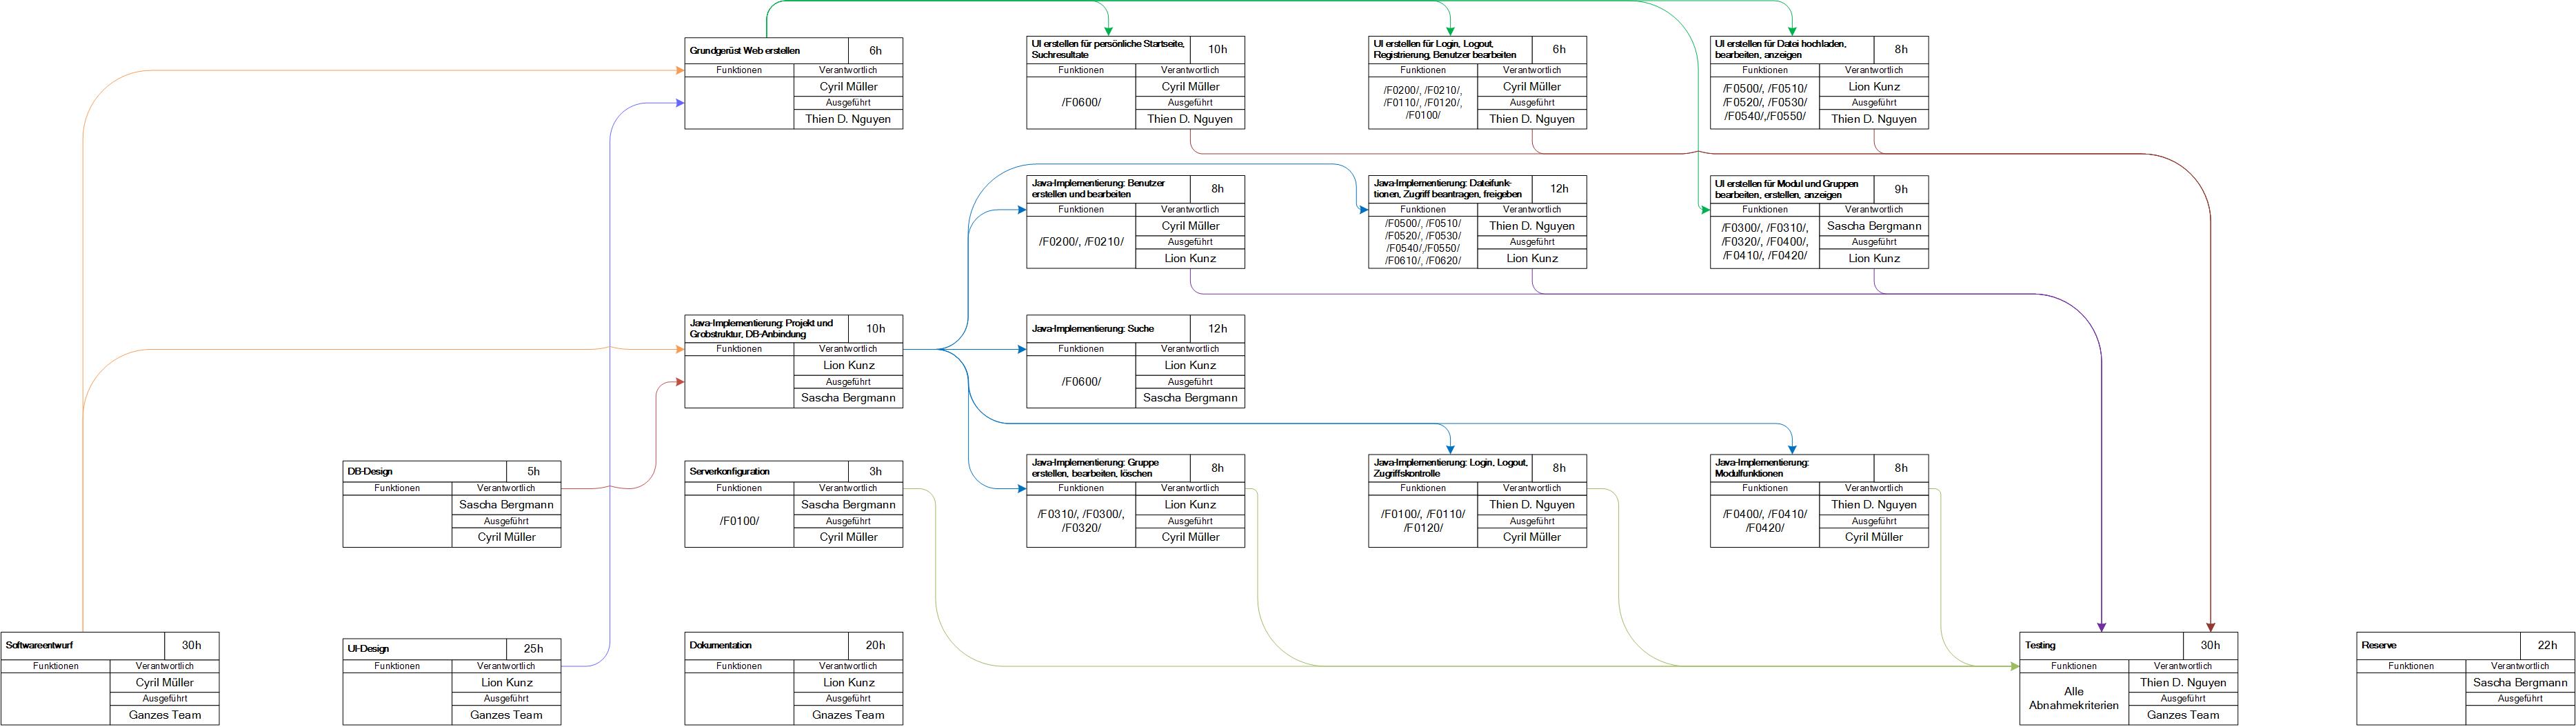 Grundgerüst Web erstellen
6h
Funktionen
Verantwortlich
Cyril Müller
Ausgeführt
Thien D. Nguyen
UI erstellen für persönliche Startseite,
Suchresultate
10h
Funktionen
Verantwortlich
/F0600/
Cyril Müller
Ausgeführt
Thien D. Nguyen
UI erstellen für Login, Logout,
Registrierung, Benutzer bearbeiten
6h
Funktionen
Verantwortlich
/F0200/, /F0210/,
/F0110/, /F0120/,
/F0100/
Cyril Müller
Ausgeführt
Thien D. Nguyen
UI erstellen für Datei hochladen,
bearbeiten, anzeigen
8h
Funktionen
Verantwortlich
/F0500/, /F0510/
/F0520/, /F0530/
/F0540/,/F0550/
Lion Kunz
Ausgeführt
Thien D. Nguyen
Java-Implementierung: Benutzer
erstellen und bearbeiten
8h
Funktionen
Verantwortlich
/F0200/, /F0210/
Cyril Müller
Ausgeführt
Lion Kunz
Java-Implementierung: Dateifunk-
tionen, Zugriff beantragen, freigeben
12h
Funktionen
Verantwortlich
/F0500/, /F0510/
/F0520/, /F0530/
/F0540/,/F0550/
/F0610/, /F0620/
Thien D. Nguyen
Ausgeführt
Lion Kunz
UI erstellen für Modul und Gruppen
bearbeiten, erstellen, anzeigen
9h
Funktionen
Verantwortlich
/F0300/, /F0310/,
/F0320/, /F0400/,
/F0410/, /F0420/
Sascha Bergmann
Ausgeführt
Lion Kunz
Java-Implementierung: Projekt und
Grobstruktur, DB-Anbindung
10h
Funktionen
Verantwortlich
Lion Kunz
Ausgeführt
Sascha Bergmann
Java-Implementierung: Suche
12h
Funktionen
Verantwortlich
/F0600/
Lion Kunz
Ausgeführt
Sascha Bergmann
DB-Design
5h
Funktionen
Verantwortlich
Sascha Bergmann
Ausgeführt
Cyril Müller
Serverkonfiguration
3h
Funktionen
Verantwortlich
/F0100/
Sascha Bergmann
Ausgeführt
Cyril Müller
Java-Implementierung: Gruppe
erstellen, bearbeiten, löschen
8h
Funktionen
Verantwortlich
/F0310/, /F0300/,
/F0320/
Lion Kunz
Ausgeführt
Cyril Müller
Java-Implementierung: Login, Logout,
Zugriffskontrolle
8h
Funktionen
Verantwortlich
/F0100/, /F0110/
/F0120/
Thien D. Nguyen
Ausgeführt
Cyril Müller
Java-Implementierung:
Modulfunktionen
8h
Funktionen
Verantwortlich
/F0400/, /F0410/
/F0420/
Thien D. Nguyen
Ausgeführt
Cyril Müller
Softwareentwurf
30h
Funktionen
Verantwortlich
Cyril Müller
Ausgeführt
Ganzes Team
UI-Design
25h
Funktionen
Verantwortlich
Lion Kunz
Ausgeführt
Ganzes Team
Dokumentation
20h
Funktionen
Verantwortlich
Lion Kunz
Ausgeführt
Gnazes Team
Testing
30h
Funktionen
Verantwortlich
Alle
Abnahmekriterien
Thien D. Nguyen
Ausgeführt
Ganzes Team
Reserve
22h
Funktionen
Verantwortlich
Sascha Bergmann
Ausgeführt